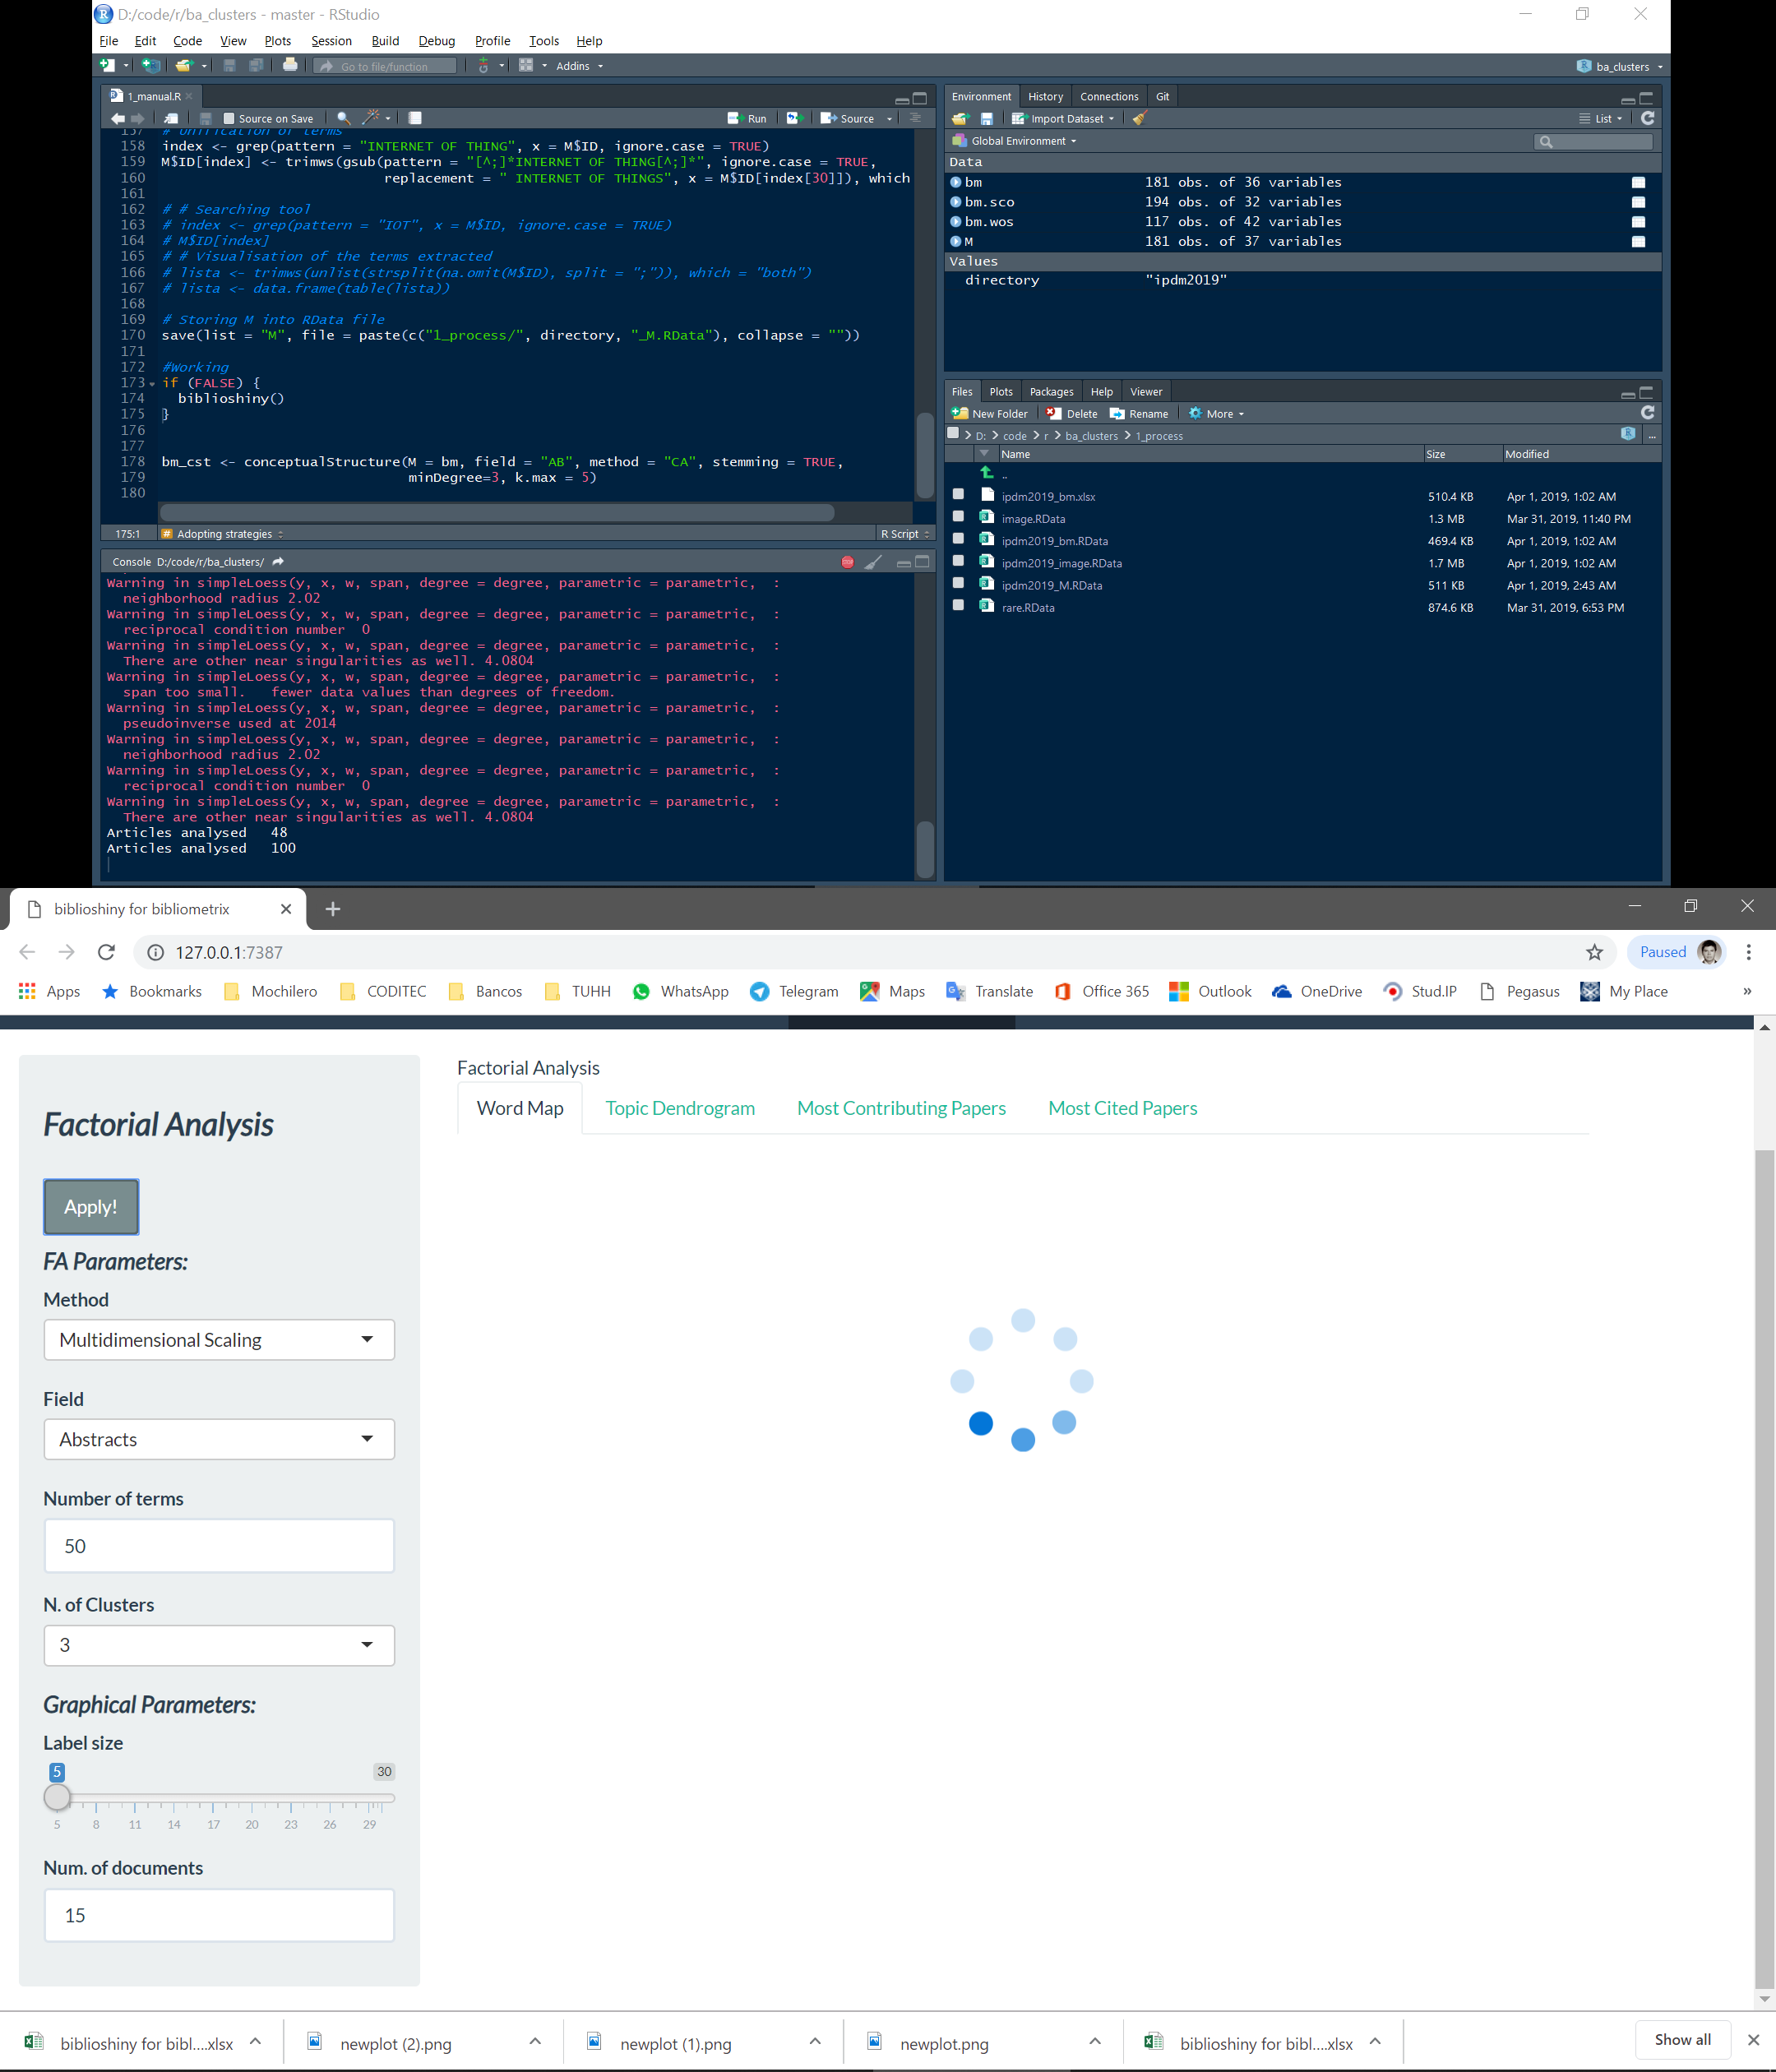 D:/code/r/ba_clusters - master - RStudio
File Edit Code View Plots Session Build Debug Profile Tools Help
Go to file/function Addins ba_clusters
1_manual.R
Source on Save Run Source
157 # Unification of terms
158 index <- grep(pattern = "INTERNET OF THING", x = M$ID, ignore.case = TRUE)
159 M$ID[index] <- trimws(gsub(pattern = "[^;]*INTERNET OF THING[^;]*", ignore.case = TRUE,
160 replacement = " INTERNET OF THINGS", x = M$ID[index[30]]), which
161
162 # # Searching tool
163 # index <- grep(pattern = "IOT", x = M$ID, ignore.case = TRUE)
164 # M$ID[index]
165 # # Visualisation of the terms extracted
166 # lista <- trimws(unlist(strsplit(na.omit(M$ID), split = ";")), which = "both")
167 # lista <- data.frame(table(lista))
168
169 # Storing M into RData file
170 save(list = "M", file = paste(c("1_process/", directory, "_M.RData"), collapse = ""))
171
172 #Working
173 if (FALSE) {
174 biblioshiny()
175 }
176
177
178 bm_cst <- conceptualStructure(M = bm, field = "AB", method = "CA", stemming = TRUE,
179 minDegree=3, k.max = 5)
180
175:1 # Adopting strategies R Script
Console D:/code/r/ba_clusters/
Warning in simpleLoess(y, x, w, span, degree = degree, parametric = parametric, :
neighborhood radius 2.02
Warning in simpleLoess(y, x, w, span, degree = degree, parametric = parametric, :
reciprocal condition number 0
Warning in simpleLoess(y, x, w, span, degree = degree, parametric = parametric, :
There are other near singularities as well. 4.0804
Warning in simpleLoess(y, x, w, span, degree = degree, parametric = parametric, :
span too small. fewer data values than degrees of freedom.
Warning in simpleLoess(y, x, w, span, degree = degree, parametric = parametric, :
pseudoinverse used at 2014
Warning in simpleLoess(y, x, w, span, degree = degree, parametric = parametric, :
neighborhood radius 2.02
Warning in simpleLoess(y, x, w, span, degree = degree, parametric = parametric, :
reciprocal condition number 0
Warning in simpleLoess(y, x, w, span, degree = degree, parametric = parametric, :
There are other near singularities as well. 4.0804
Articles analysed 48
Articles analysed 100
Environment History Connections Git
Import Dataset List
Global Environment
Data
bm 181 obs. of 36 variables
bm.sco 194 obs. of 32 variables
bm.wos 117 obs. of 42 variables
M 181 obs. of 37 variables
Values
directory "ipdm2019"
Files Plots Packages Help Viewer
New Folder Delete Rename More
D: > code > r > ba_clusters > 1_process ...
Name Size Modified
..
ipdm2019_bm.xlsx 510.4 KB Apr 1, 2019, 1:02 AM
image.RData 1.3 MB Mar 31, 2019, 11:40 PM
ipdm2019_bm.RData 469.4 KB Apr 1, 2019, 1:02 AM
ipdm2019_image.RData 1.7 MB Apr 1, 2019, 1:02 AM
ipdm2019_M.RData 511 KB Apr 1, 2019, 2:43 AM
rare.RData 874.6 KB Mar 31, 2019, 6:53 PM
biblioshiny for bibliometrix
127.0.0.1:7387 Paused
Apps Bookmarks Mochilero CODITEC Bancos TUHH WhatsApp Telegram Maps Translate Office 365 Outlook OneDrive Stud.IP Pegasus My Place »
Factorial Analysis
Apply!
FA Parameters:
Method
Multidimensional Scaling
Field
Abstracts
Number of terms
50
N. of Clusters
3
Graphical Parameters:
Label size
5 30
5 8 11 14 17 20 23 26 29
Num. of documents
15
Factorial Analysis
Word Map Topic Dendrogram Most Contributing Papers Most Cited Papers
biblioshiny for bibl....xlsx newplot (2).png newplot (1).png newplot.png biblioshiny for bibl....xlsx Show all